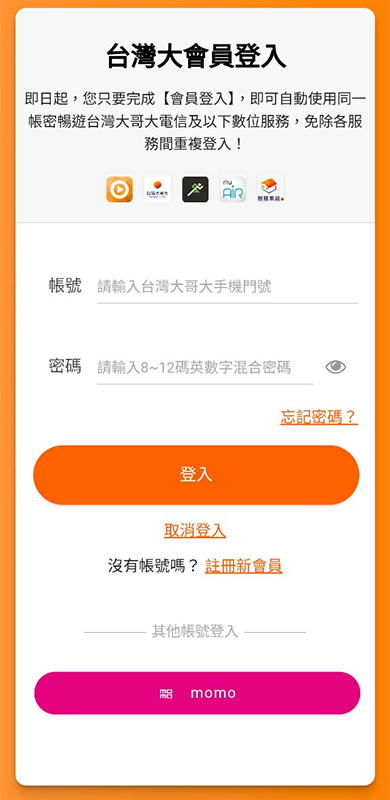 台灣大會員登入
即日起，您只要完成【會員登入】，即可自動使用同一
帳密暢遊台灣大哥大電信及以下數位服務，免除各服
務間重複登入！
台灣大哥大
my
AiR
智慧家庭
帳號 請輸入台灣大哥大手機門號
密碼 請輸入8~12碼英數字混合密碼
忘記密碼？
登入
取消登入
沒有帳號嗎？ 註冊新會員
其他帳號登入
momo